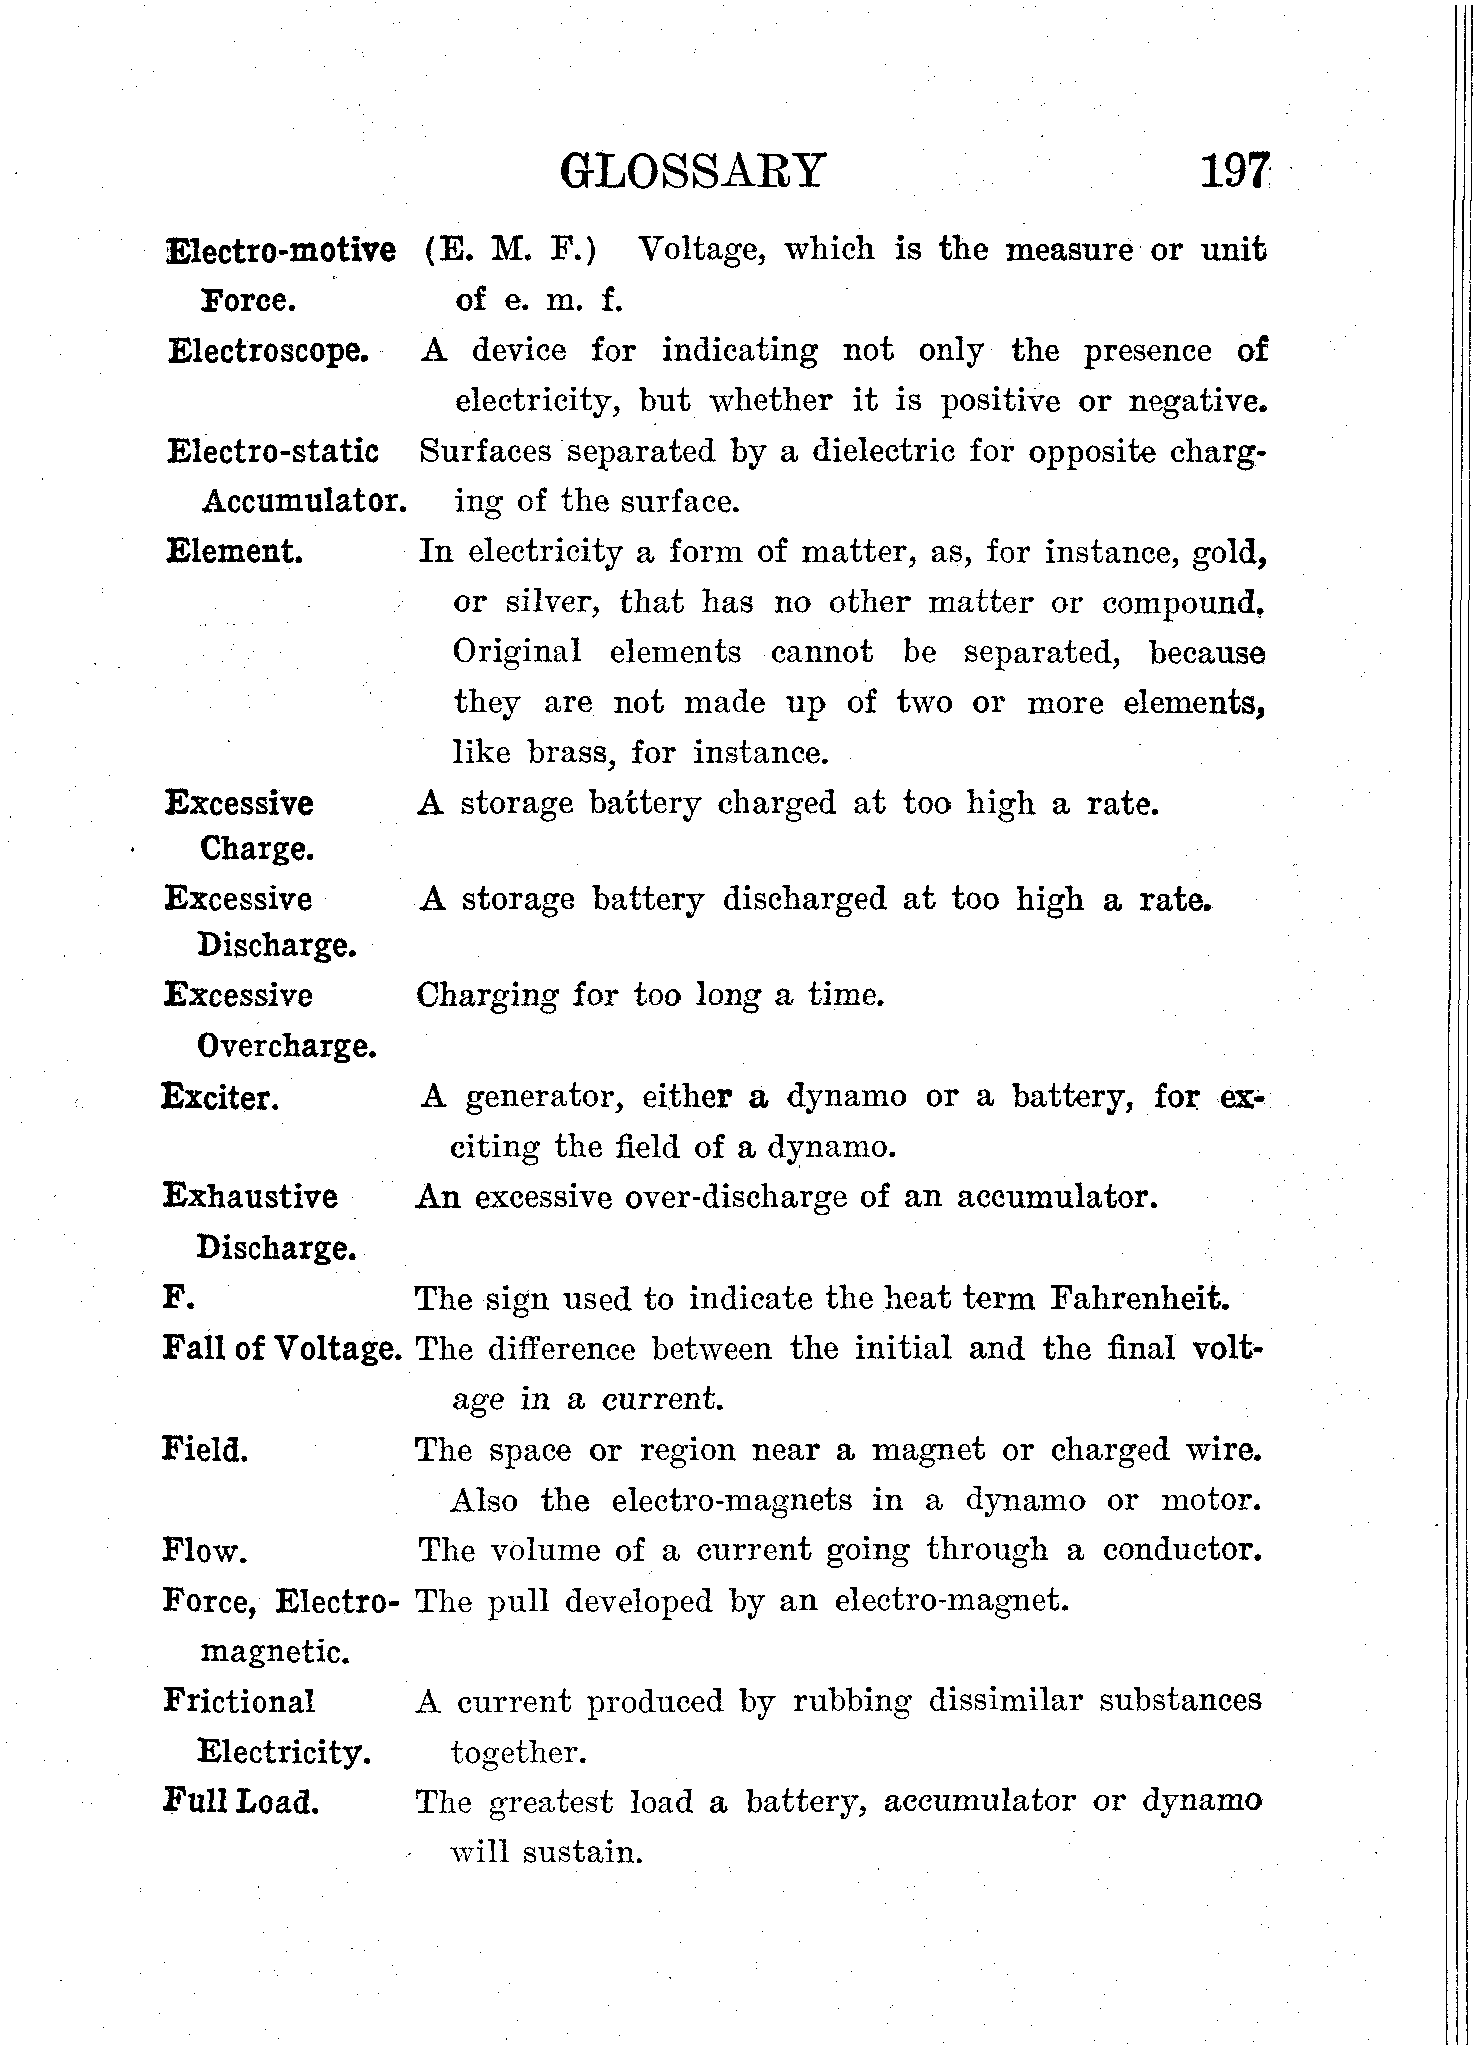 GLOSSARY 197
Electro-motive (E. M. F.) Voltage, which is the measure or unit
Force. of e. m. f.
Electroscope. A device for indicating not only the presence of
electricity, but whether it is positive or negative.
Electro-static Surfaces separated by a dielectric for opposite charg-
Accumulator. ing of the surface.
Element. In electricity a form of matter, as, for instance, gold,
or silver, that has no other matter or compound.
Original elements cannot be separated, because
they are not made up of two or more elements,
like brass, for instance.
Excessive A storage battery charged at too high a rate.
Charge.
Excessive A storage battery discharged at too high a rate.
Discharge.
Excessive Charging for too long a time.
Overcharge.
Exciter. A generator, either a dynamo or a battery, for ex-
citing the field of a dynamo.
Exhaustive An excessive over-discharge of an accumulator.
Discharge.
F. The sign used to indicate the heat term Fahrenheit.
Fall of Voltage. The difference between the initial and the final volt-
age in a current.
Field. The space or region near a magnet or charged wire.
Also the electro-magnets in a dynamo or motor.
Flow. The volume of a current going through a conductor.
Force, Electro- The pull developed by an electro-magnet.
magnetic.
Frictional A current produced by rubbing dissimilar substances
Electricity. together.
Full Load. The greatest load a battery, accumulator or dynamo
will sustain.